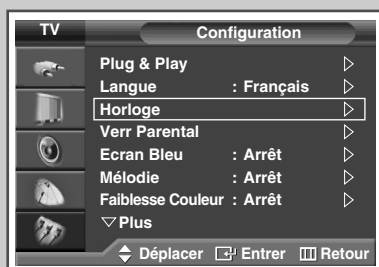 TV Configuration
Plug & Play
Langue : Français
Horloge
Verr Parental
Ecran Bleu : Arrêt
Mélodie : Arrêt
Faiblesse Couleur : Arrêt
Plus
Déplacer Entrer Retour